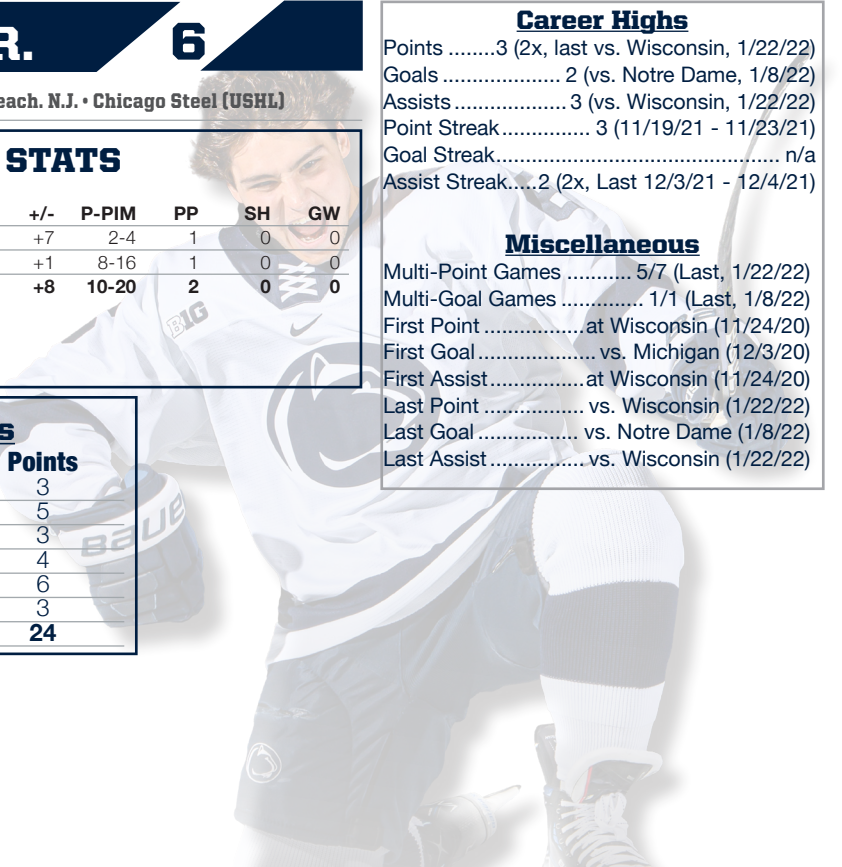 R. 6
each. N.J. • Chicago Steel (USHL)
STATS
+/- P-PIM PP SH GW
+7 2-4 1 0 0
+1 8-16 1 0 0
+8 10-20 2 0 0
B1G
S
Points
3
5
3
4
6
3
24
BAUE
Career Highs
Points ........3 (2x, last vs. Wisconsin, 1/22/22)
Goals .................... 2 (vs. Notre Dame, 1/8/22)
Assists .................... 3 (vs. Wisconsin, 1/22/22)
Point Streak............... 3 (11/19/21 - 11/23/21)
Goal Streak................................................ n/a
Assist Streak.....2 (2x, Last 12/3/21 - 12/4/21)
Miscellaneous
Multi-Point Games ........... 5/7 (Last, 1/22/22)
Multi-Goal Games .............. 1/1 (Last, 1/8/22)
First Point .................at Wisconsin (11/24/20)
First Goal .................... vs. Michigan (12/3/20)
First Assist ................at Wisconsin (11/24/20)
Last Point ................. vs. Wisconsin (1/22/22)
Last Goal ................. vs. Notre Dame (1/8/22)
Last Assist ................ vs. Wisconsin (1/22/22)